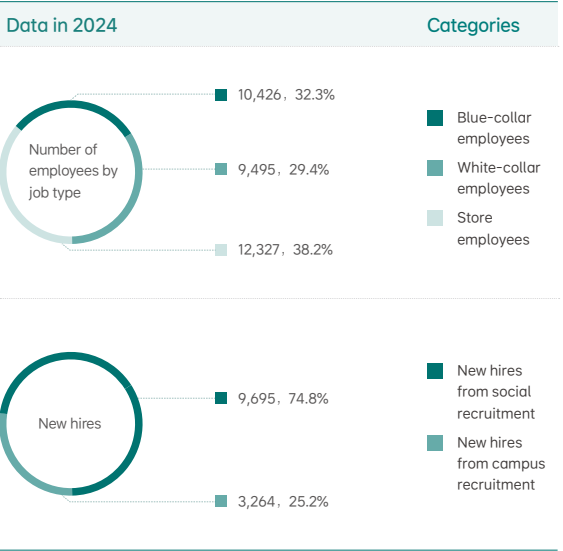 Data in 2024
Categories
Number of
employees by
job type
10,426, 32.3%
9,495, 29.4%
12,327, 38.2%
Blue-collar
employees
White-collar
employees
Store
employees
New hires
9,695, 74.8%
3,264, 25.2%
New hires
from social
recruitment
New hires
from campus
recruitment